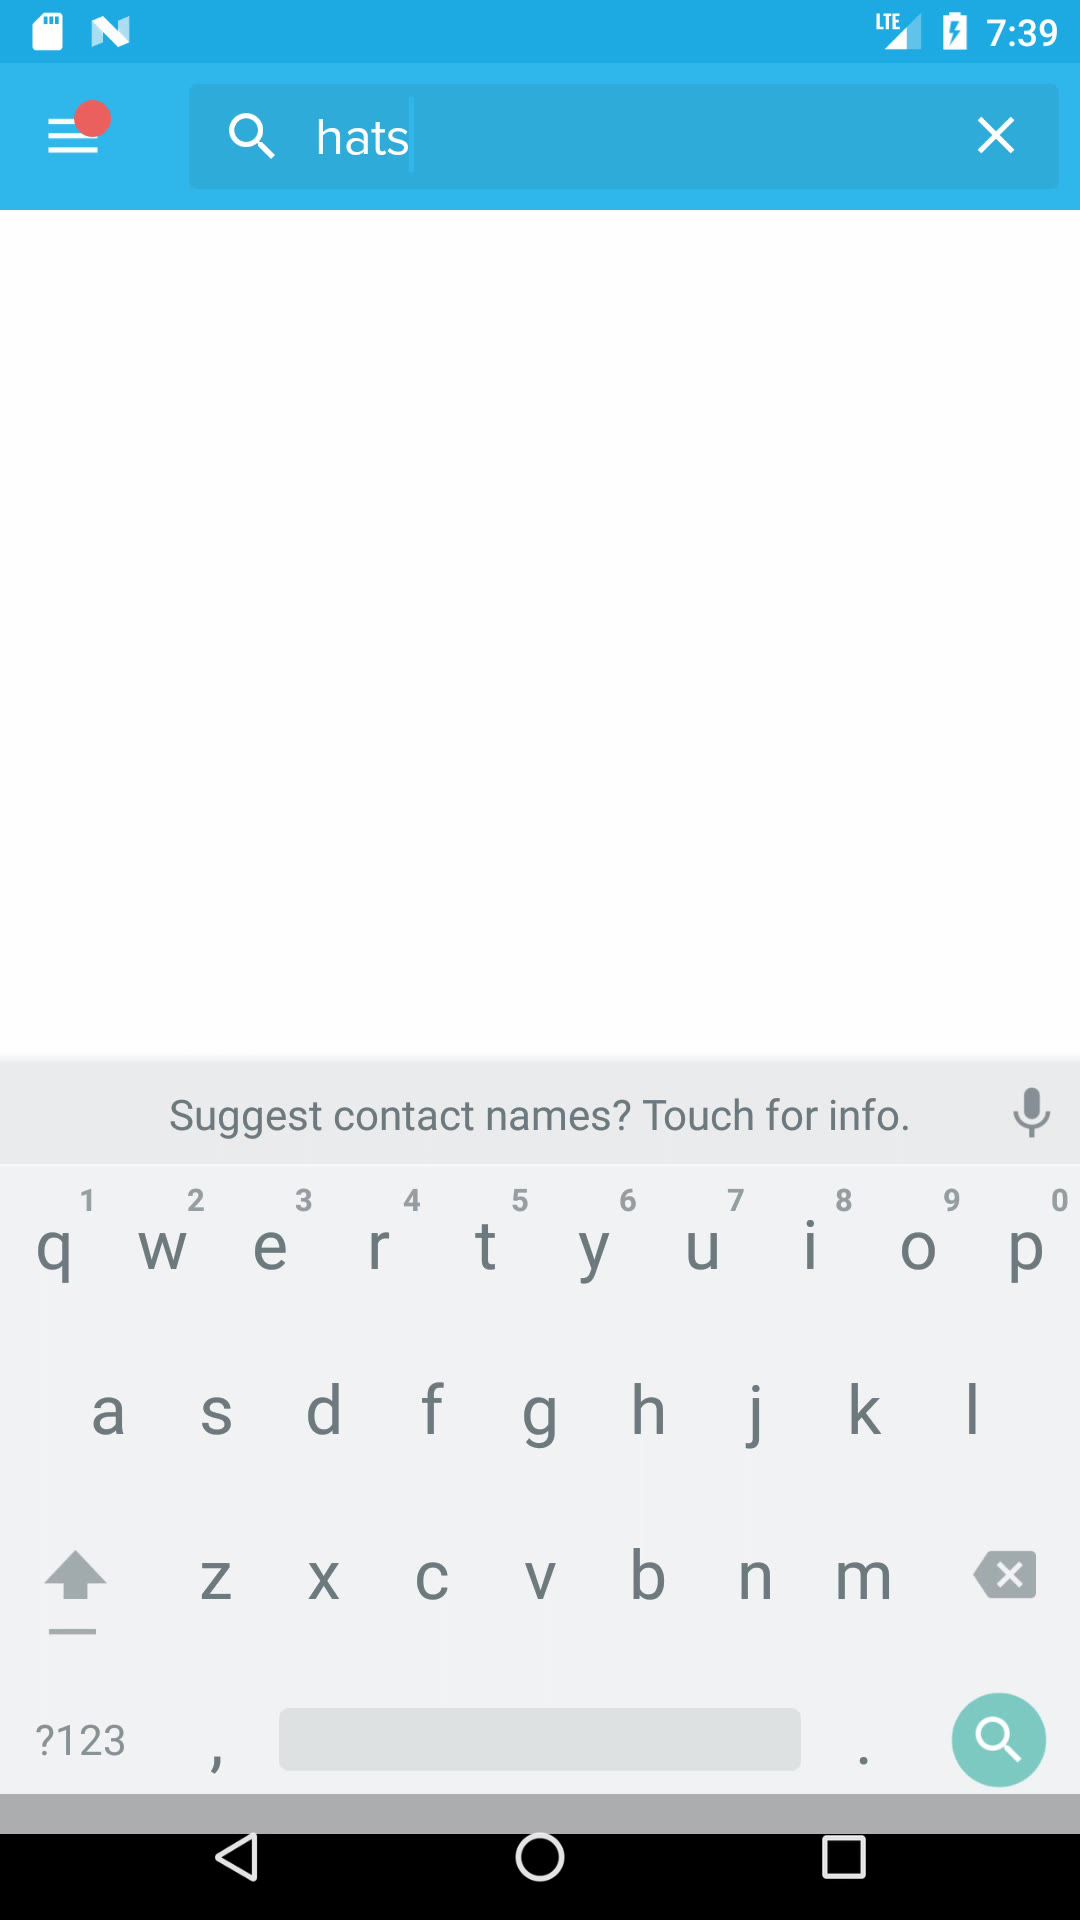 LTE 7:39
hats
Suggest contact names? Touch for info.
1 2 3 4 5 6 7 8 9 0
q w e r t y u i o p
a s d f g h j k l
z x c v b n m
?123 , .